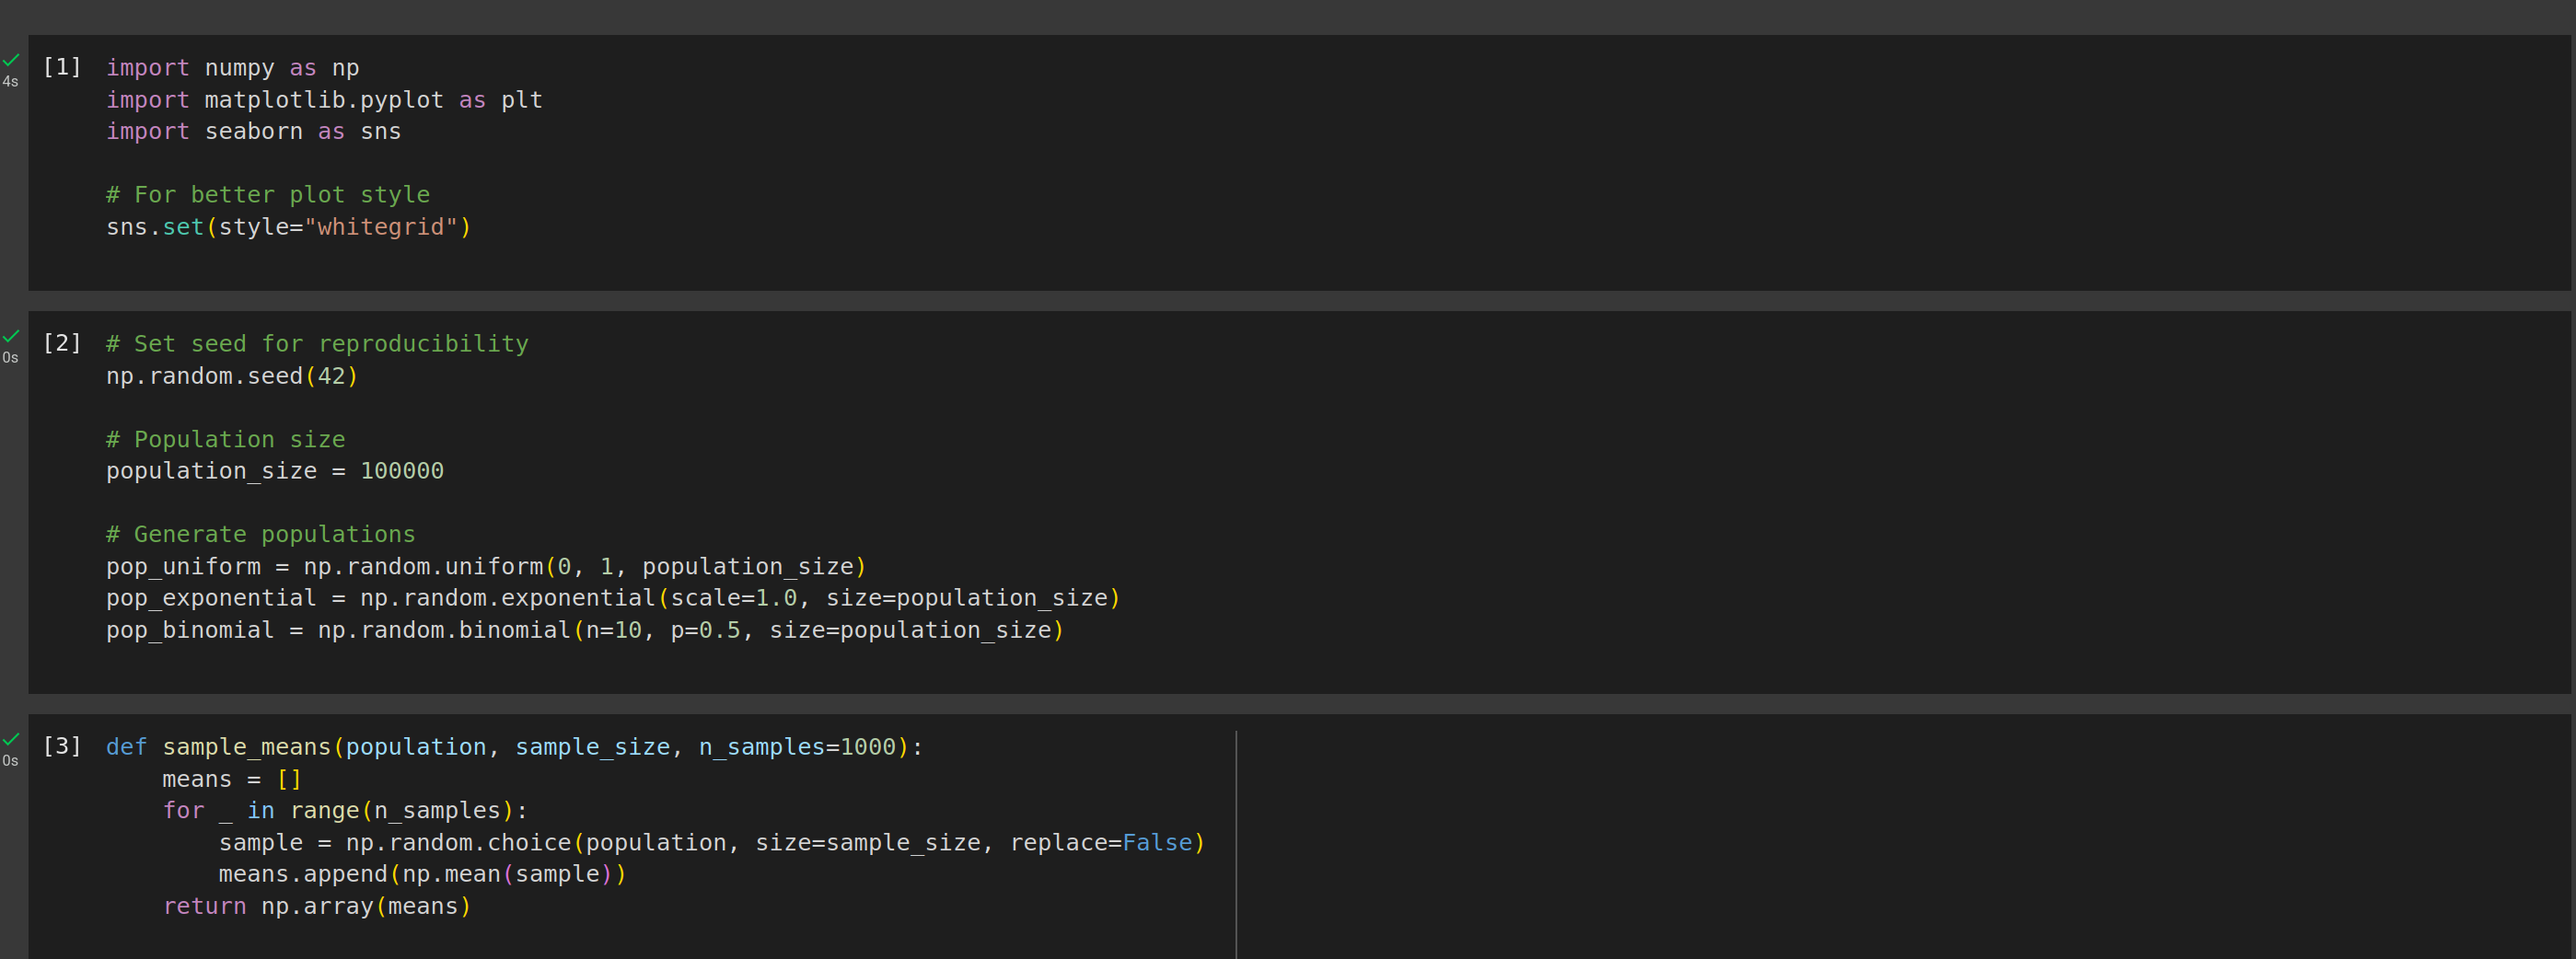 [1] import numpy as np
4s
import matplotlib.pyplot as plt
import seaborn as sns
# For better plot style
sns.set(style="whitegrid")
[2] # Set seed for reproducibility
0s
np.random.seed(42)
# Population size
population_size = 100000
# Generate populations
pop_uniform = np.random.uniform(0, 1, population_size)
pop_exponential = np.random.exponential(scale=1.0, size=population_size)
pop_binomial = np.random.binomial(n=10, p=0.5, size=population_size)
[3] def sample_means(population, sample_size, n_samples=1000):
0s
    means = []
    for _ in range(n_samples):
        sample = np.random.choice(population, size=sample_size, replace=False)
        means.append(np.mean(sample))
    return np.array(means)